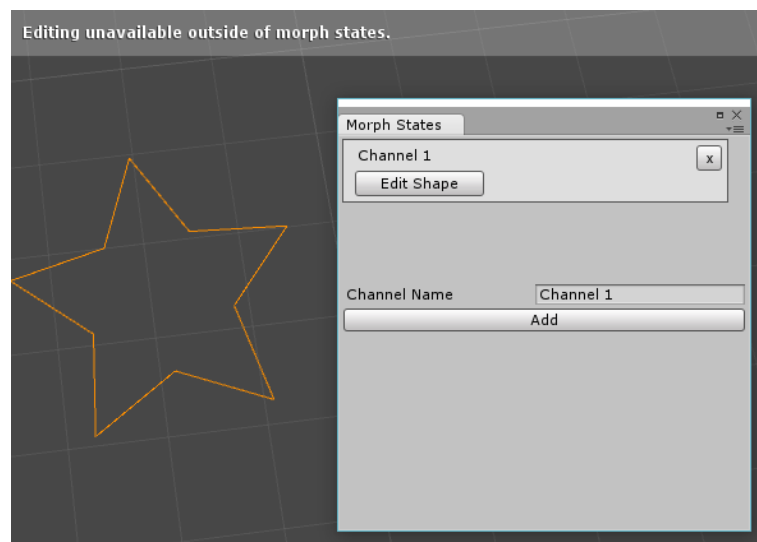 Editing unavailable outside of morph states.
Morph States
Channel 1
x
Edit Shape
Channel Name
Channel 1
Add